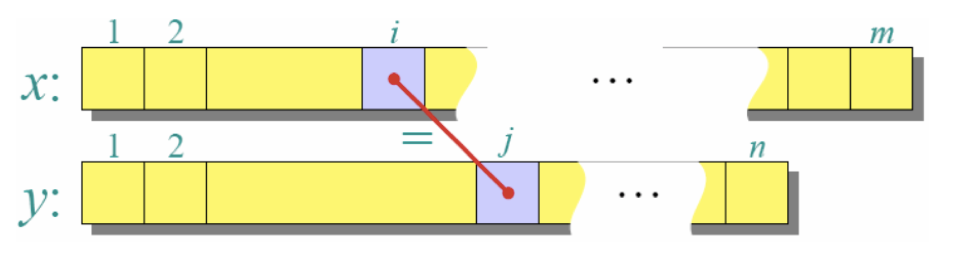 1 2 i m
x: ...
=
1 2 j n
y: ...